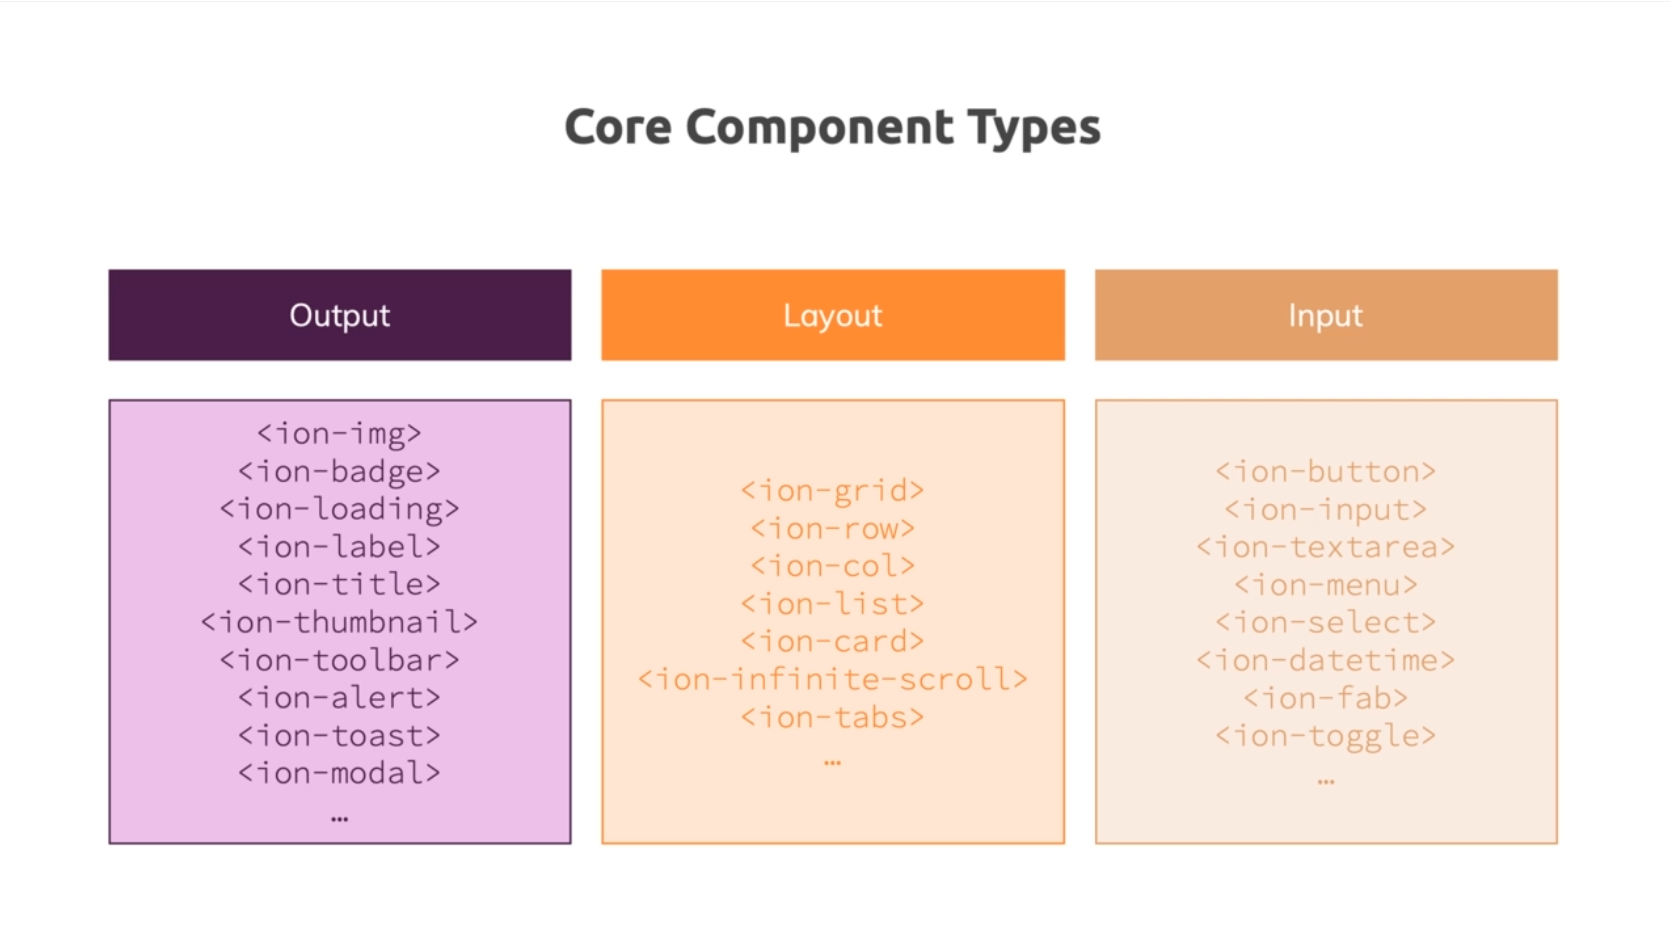 Core Component Types
Output
<ion-img>
<ion-badge>
<ion-loading>
<ion-label>
<ion-title>
<ion-thumbnail>
<ion-toolbar>
<ion-alert>
<ion-toast>
<ion-modal>
…
Layout
<ion-grid>
<ion-row>
<ion-col>
<ion-list>
<ion-card>
<ion-infinite-scroll>
<ion-tabs>
…
Input
<ion-button>
<ion-input>
<ion-textarea>
<ion-menu>
<ion-select>
<ion-datetime>
<ion-fab>
<ion-toggle>
…